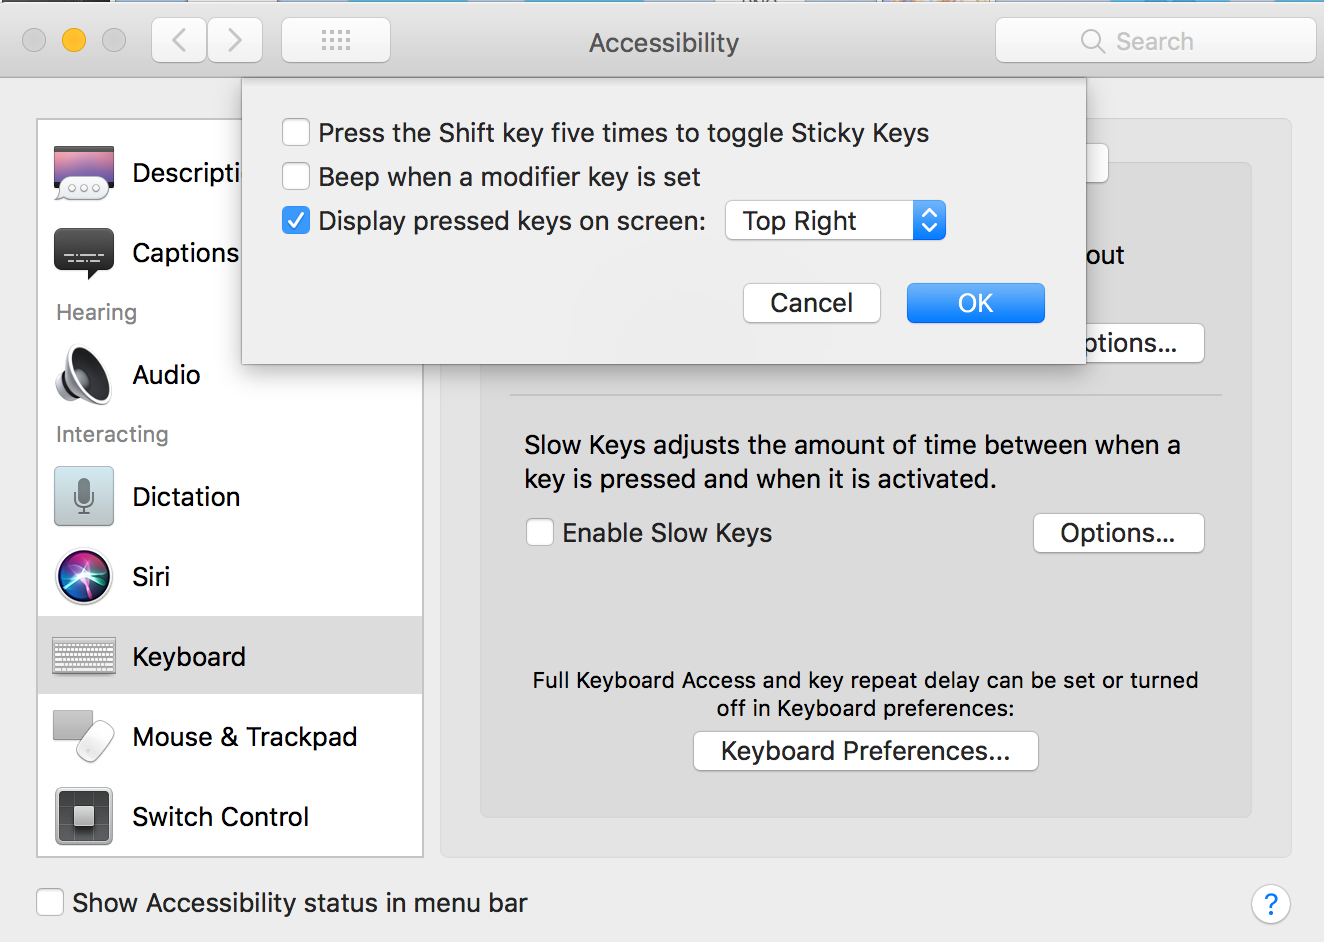 Accessibility
Search
Press the Shift key five times to toggle Sticky Keys
Beep when a modifier key is set
Display pressed keys on screen: Top Right
Cancel OK
Descripti
Captions
Hearing
Audio
Interacting
Dictation
Siri
Keyboard
Mouse & Trackpad
Switch Control
out
ptions...
Slow Keys adjusts the amount of time between when a
key is pressed and when it is activated.
Enable Slow Keys Options...
Full Keyboard Access and key repeat delay can be set or turned
off in Keyboard preferences:
Keyboard Preferences...
Show Accessibility status in menu bar
?